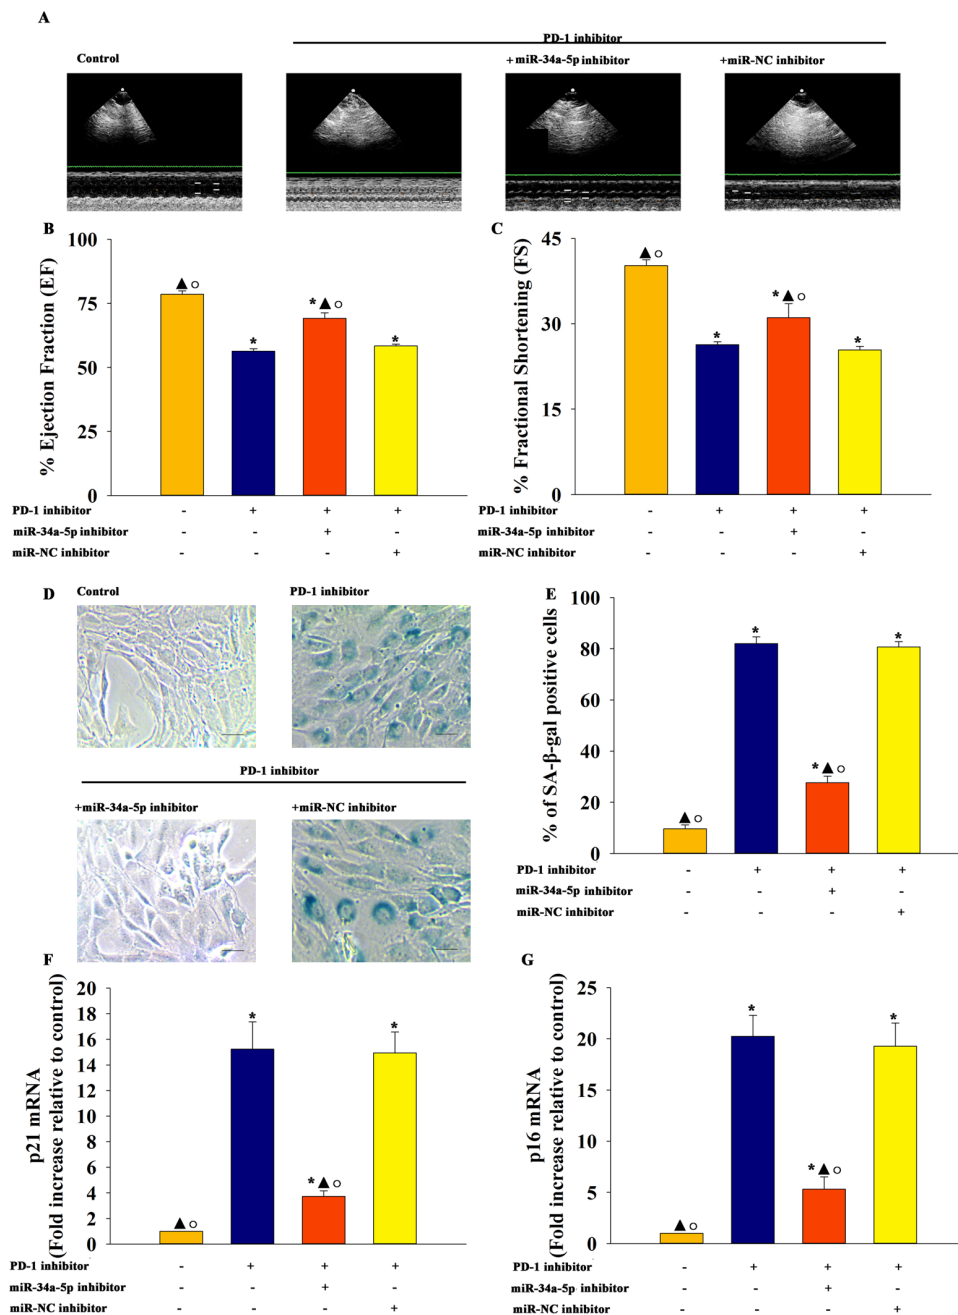 A
PD-1 inhibitor
Control
+miR-34a-5p inhibitor
+miR-NC inhibitor
B
% Ejection Fraction (EF)
100
75
50
25
0
▲ ○
*
* ▲ ○
*
PD-1 inhibitor - + + +
miR-34a-5p inhibitor - - + -
miR-NC inhibitor - - - +
C
% Fractional Shortening (FS)
45
30
15
0
▲ ○
*
* ▲ ○
*
PD-1 inhibitor - + + +
miR-34a-5p inhibitor - - + -
miR-NC inhibitor - - - +
D
Control
PD-1 inhibitor
PD-1 inhibitor
+miR-34a-5p inhibitor
+miR-NC inhibitor
E
% of SA-β-gal positive cells
100
80
60
40
20
0
▲ ○
*
* ▲ ○
*
PD-1 inhibitor - + + +
miR-34a-5p inhibitor - - + -
miR-NC inhibitor - - - +
F
p21 mRNA
(Fold increase relative to control)
20
18
16
14
12
10
8
6
4
2
0
▲ ○
*
* ▲ ○
*
PD-1 inhibitor - + + +
miR-34a-5p inhibitor - - + -
miR-NC inhibitor - - - +
G
p16 mRNA
(Fold increase relative to control)
25
20
15
10
5
0
▲ ○
*
* ▲ ○
*
PD-1 inhibitor - + + +
miR-34a-5p inhibitor - - + -
miR-NC inhibitor - - - +